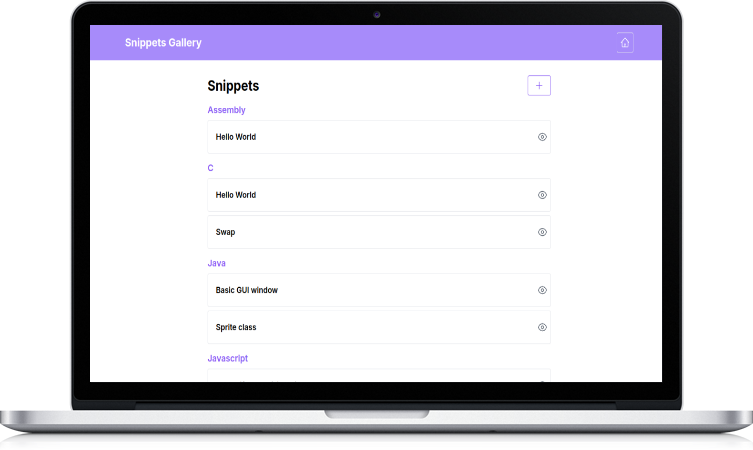 Snippets Gallery
Snippets
Assembly
Hello World
C
Hello World
Swap
Java
Basic GUI window
Sprite class
Javascript